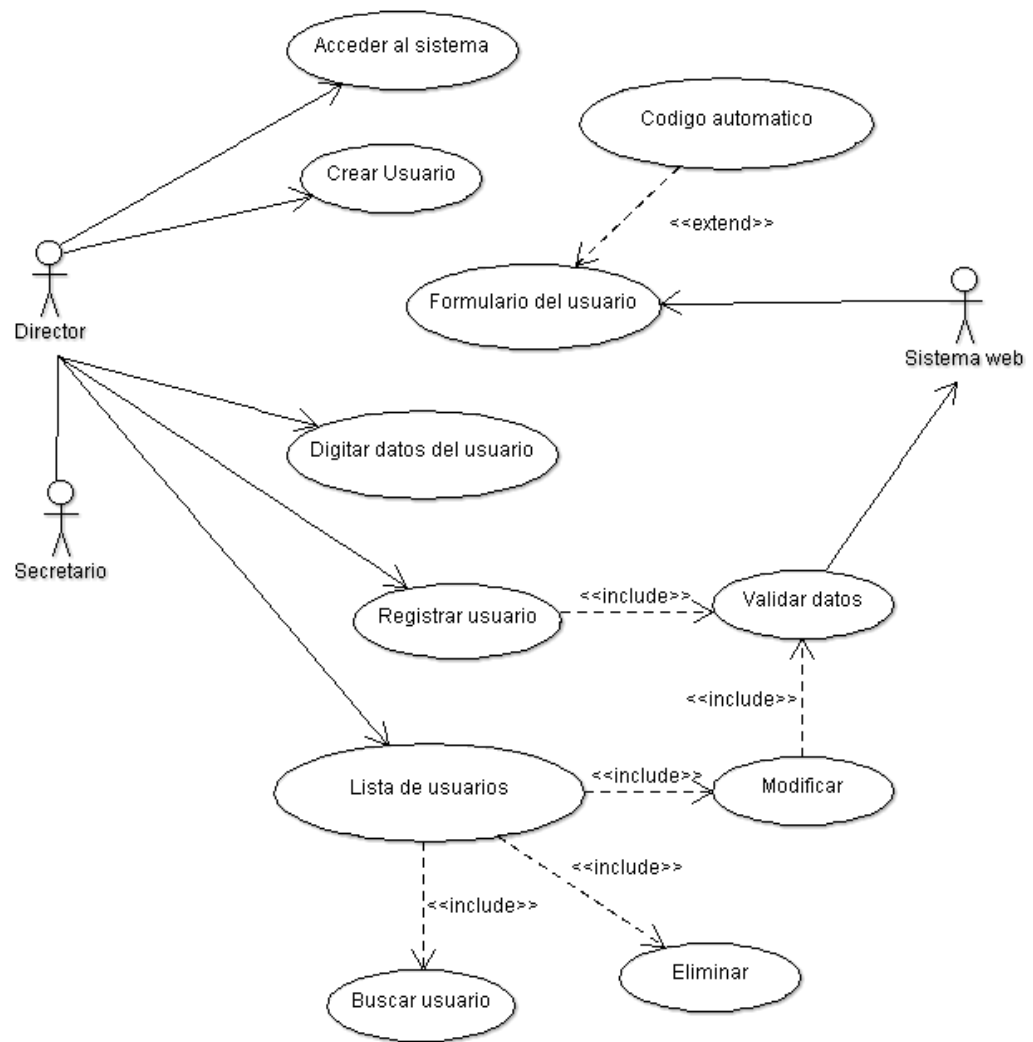 Acceder al sistema
Codigo automatico
Crear Usuario
<<extend>>
Director
Formulario del usuario
Sistema web
Digitar datos del usuario
Secretario
Registrar usuario
<<include>>
Validar datos
<<include>>
Lista de usuarios
<<include>>
Modificar
<<include>>
<<include>>
Eliminar
Buscar usuario